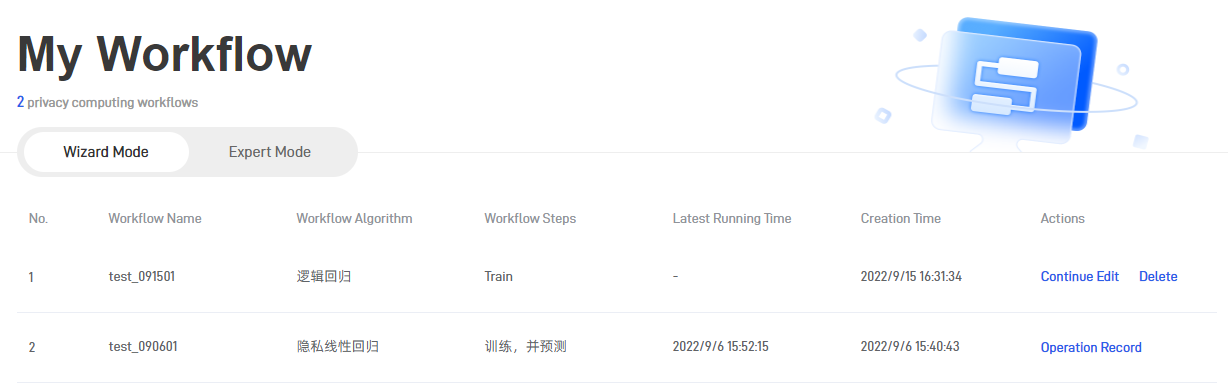 My Workflow
2 privacy computing workflows
Wizard Mode Expert Mode
No. Workflow Name Workflow Algorithm Workflow Steps Latest Running Time Creation Time Actions
1 test_091501 逻辑回归 Train - 2022/9/15 16:31:34 Continue Edit Delete
2 test_090601 隐私线性回归 训练，并预测 2022/9/6 15:52:15 2022/9/6 15:40:43 Operation Record